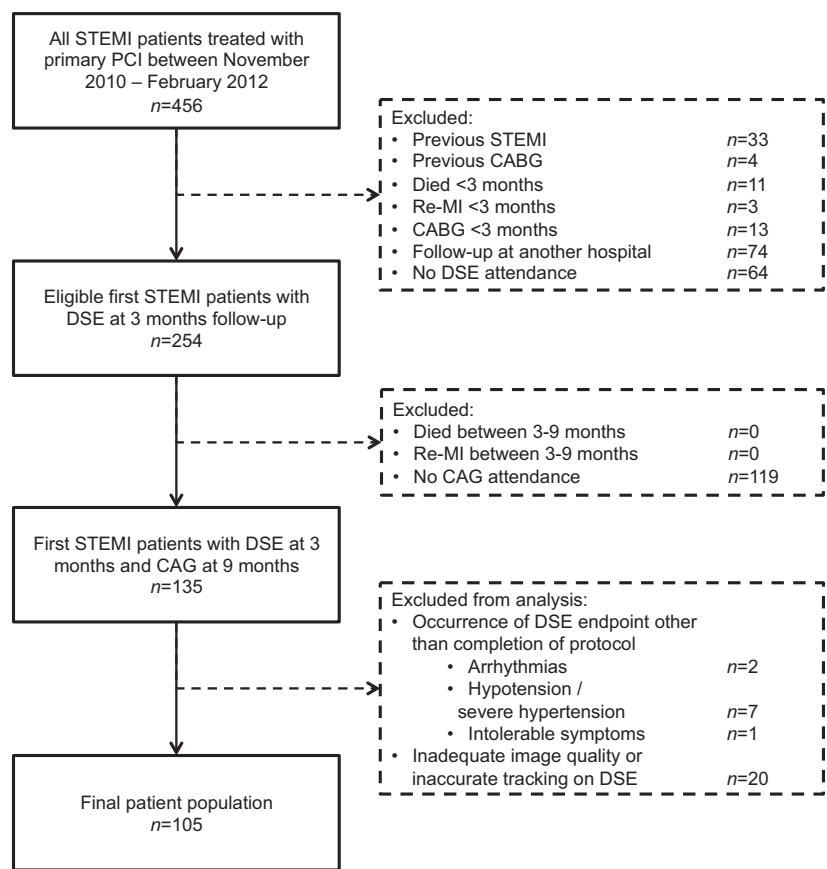 All STEMI patients treated with
primary PCI between November
2010 – February 2012
n=456
Excluded:
• Previous STEMI n=33
• Previous CABG n=4
• Died <3 months n=11
• Re-MI <3 months n=3
• CABG <3 months n=13
• Follow-up at another hospital n=74
• No DSE attendance n=64
Eligible first STEMI patients with
DSE at 3 months follow-up
n=254
Excluded:
• Died between 3-9 months n=0
• Re-MI between 3-9 months n=0
• No CAG attendance n=119
First STEMI patients with DSE at 3
months and CAG at 9 months
n=135
Excluded from analysis:
• Occurrence of DSE endpoint other
than completion of protocol
• Arrhythmias n=2
• Hypotension /
severe hypertension n=7
• Intolerable symptoms n=1
• Inadequate image quality or
inaccurate tracking on DSE n=20
Final patient population
n=105